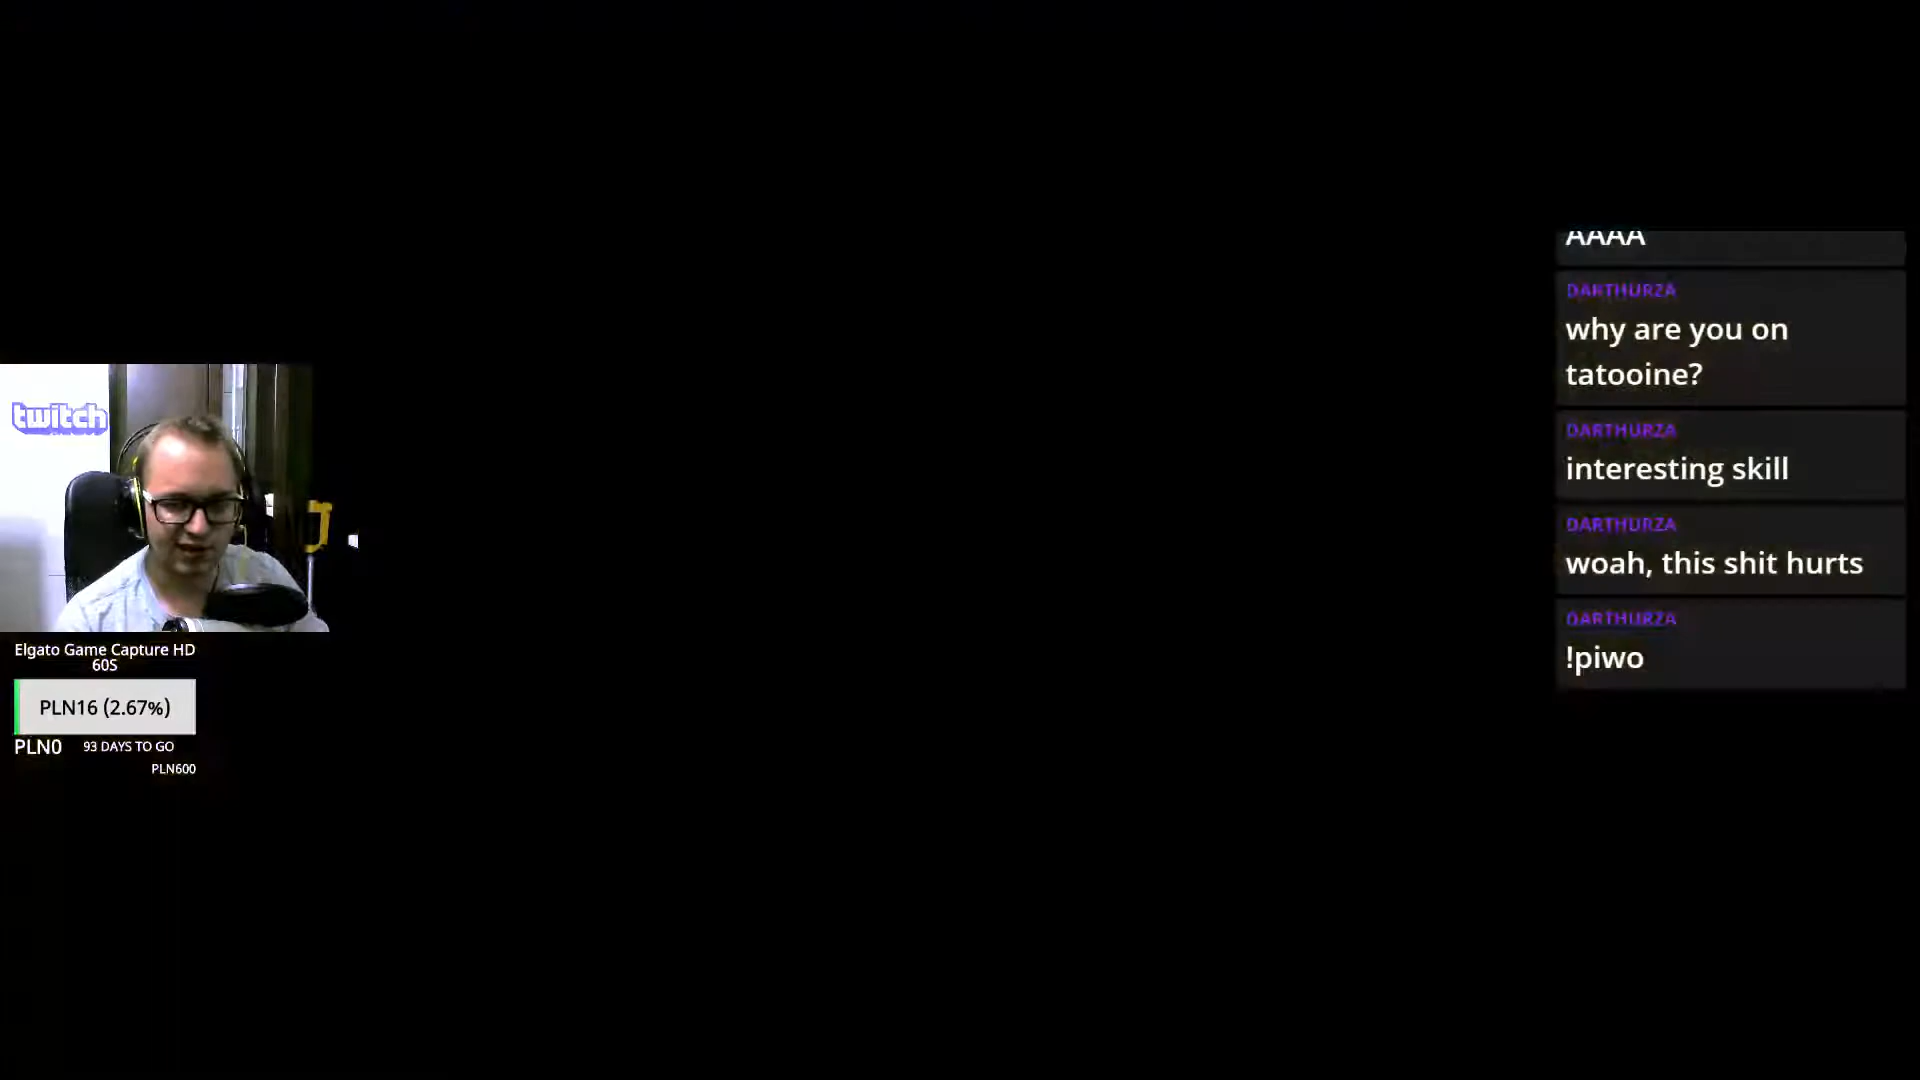 twitch
Elgato Game Capture HD
60S
PLN16 (2.67%)
PLN0 93 DAYS TO GO
PLN600
AAAA
DARTHURZA
why are you on
tatooine?
DARTHURZA
interesting skill
DARTHURZA
woah, this shit hurts
DARTHURZA
!piwo